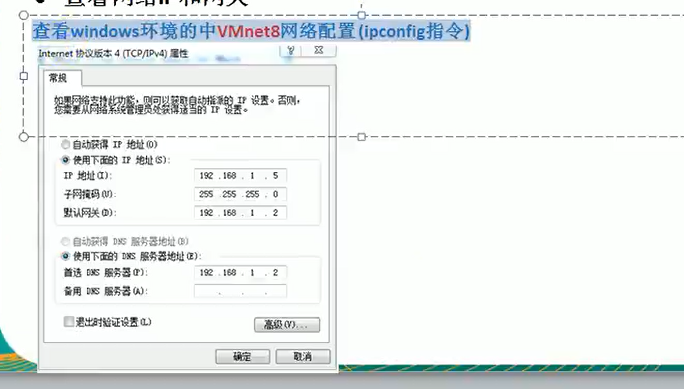 查看网络IP和网关
查看windows环境的中VMnet8网络配置(ipconfig指令)
Internet 协议版本 4 (TCP/IPv4) 属性
常规
如果网络支持此功能，则可以获取自动指派的 IP 设置。否则，
您需要从网络系统管理员处获得适当的 IP 设置。
自动获得 IP 地址(O)
使用下面的 IP 地址(S):
IP 地址(I): 192 .168 . 1 . 5
子网掩码(U): 255 .255 .255 . 0
默认网关(D): 192 .168 . 1 . 2
自动获得 DNS 服务器地址(B)
使用下面的 DNS 服务器地址(E):
首选 DNS 服务器(P): 192 .168 . 1 . 2
备用 DNS 服务器(A): . . .
退出时验证设置(L) 高级(V)...
确定 取消